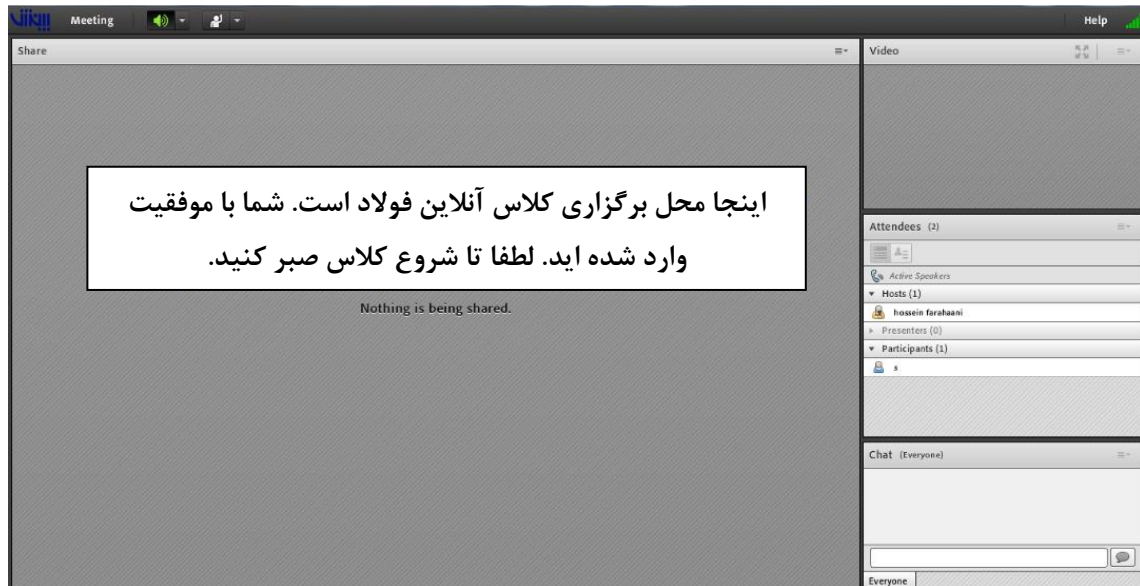 Meeting
Help
Share
Video
اینجا محل برگزاری کلاس آنلاین فولاد است. شما با موفقیت
وارد شده اید. لطفا تا شروع کلاس صبر کنید.
Nothing is being shared.
Attendees (2)
Active Speakers
Hosts (1)
hossein farahaani
Presenters (0)
Participants (1)
s
Chat (Everyone)
Everyone